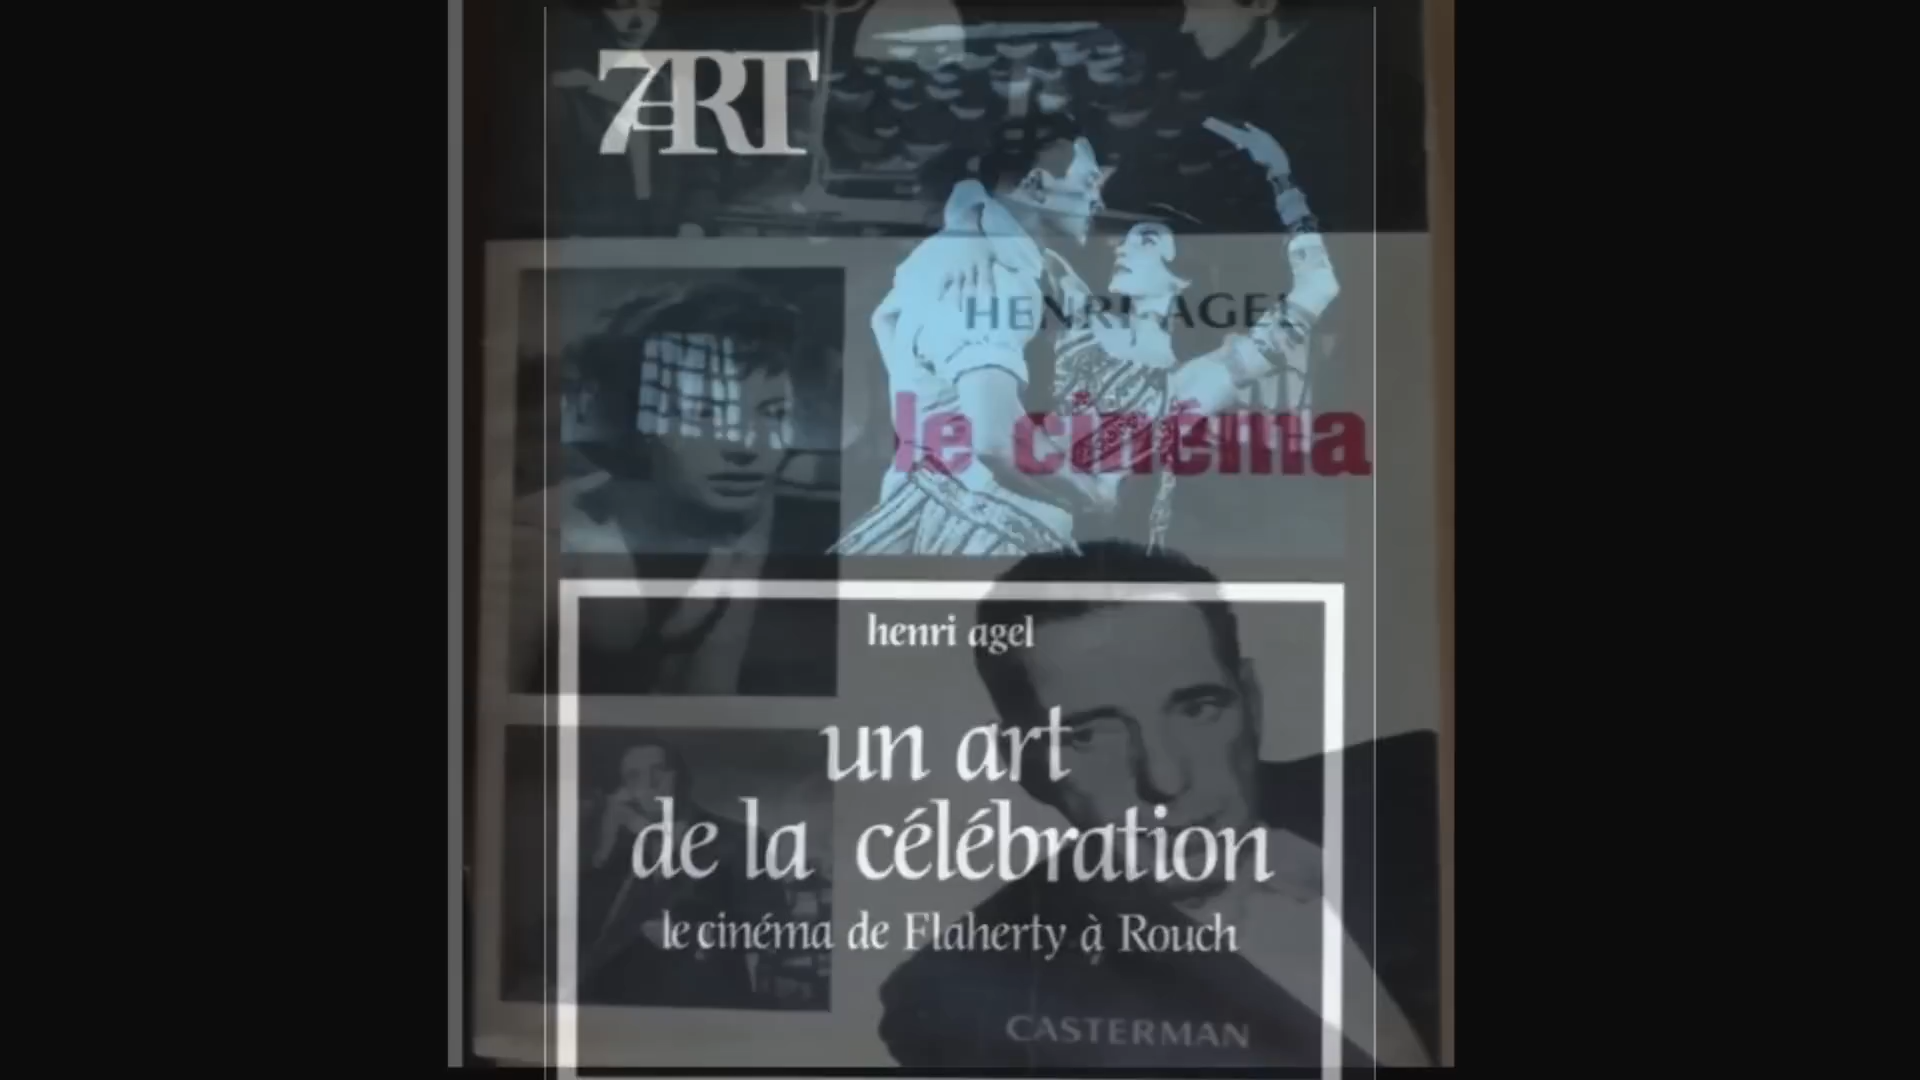 7ART
HENRI AGEL
le cinéma
henri agel
un art
de la célébration
le cinéma de Flaherty à Rouch
CASTERMAN